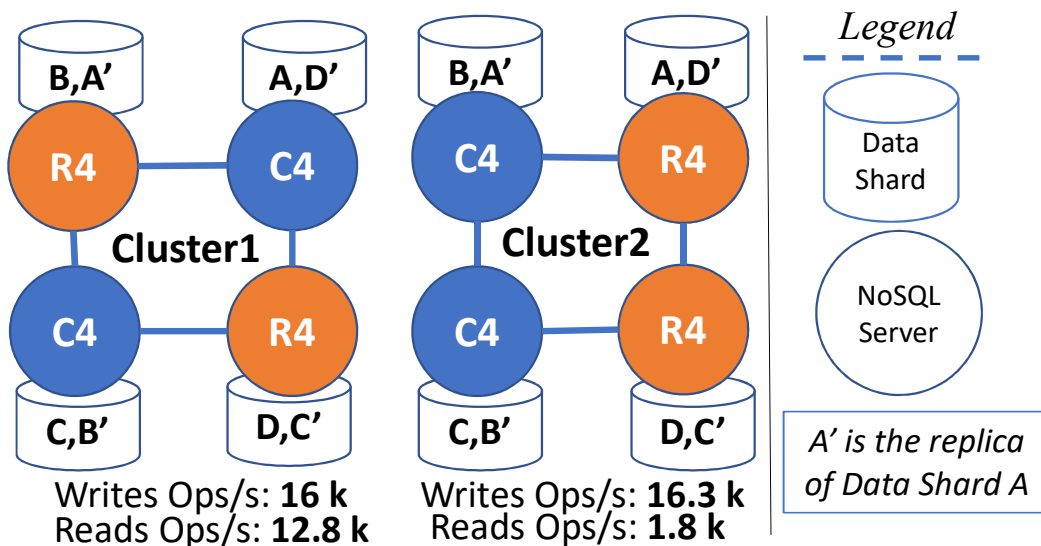 B,A’
A,D’
R4
C4
Cluster1
C4
R4
C,B’
D,C’
Writes Ops/s: 16 k
Reads Ops/s: 12.8 k
B,A’
A,D’
C4
R4
Cluster2
C4
R4
C,B’
D,C’
Writes Ops/s: 16.3 k
Reads Ops/s: 1.8 k
Legend
Data
Shard
NoSQL
Server
A’ is the replica
of Data Shard A